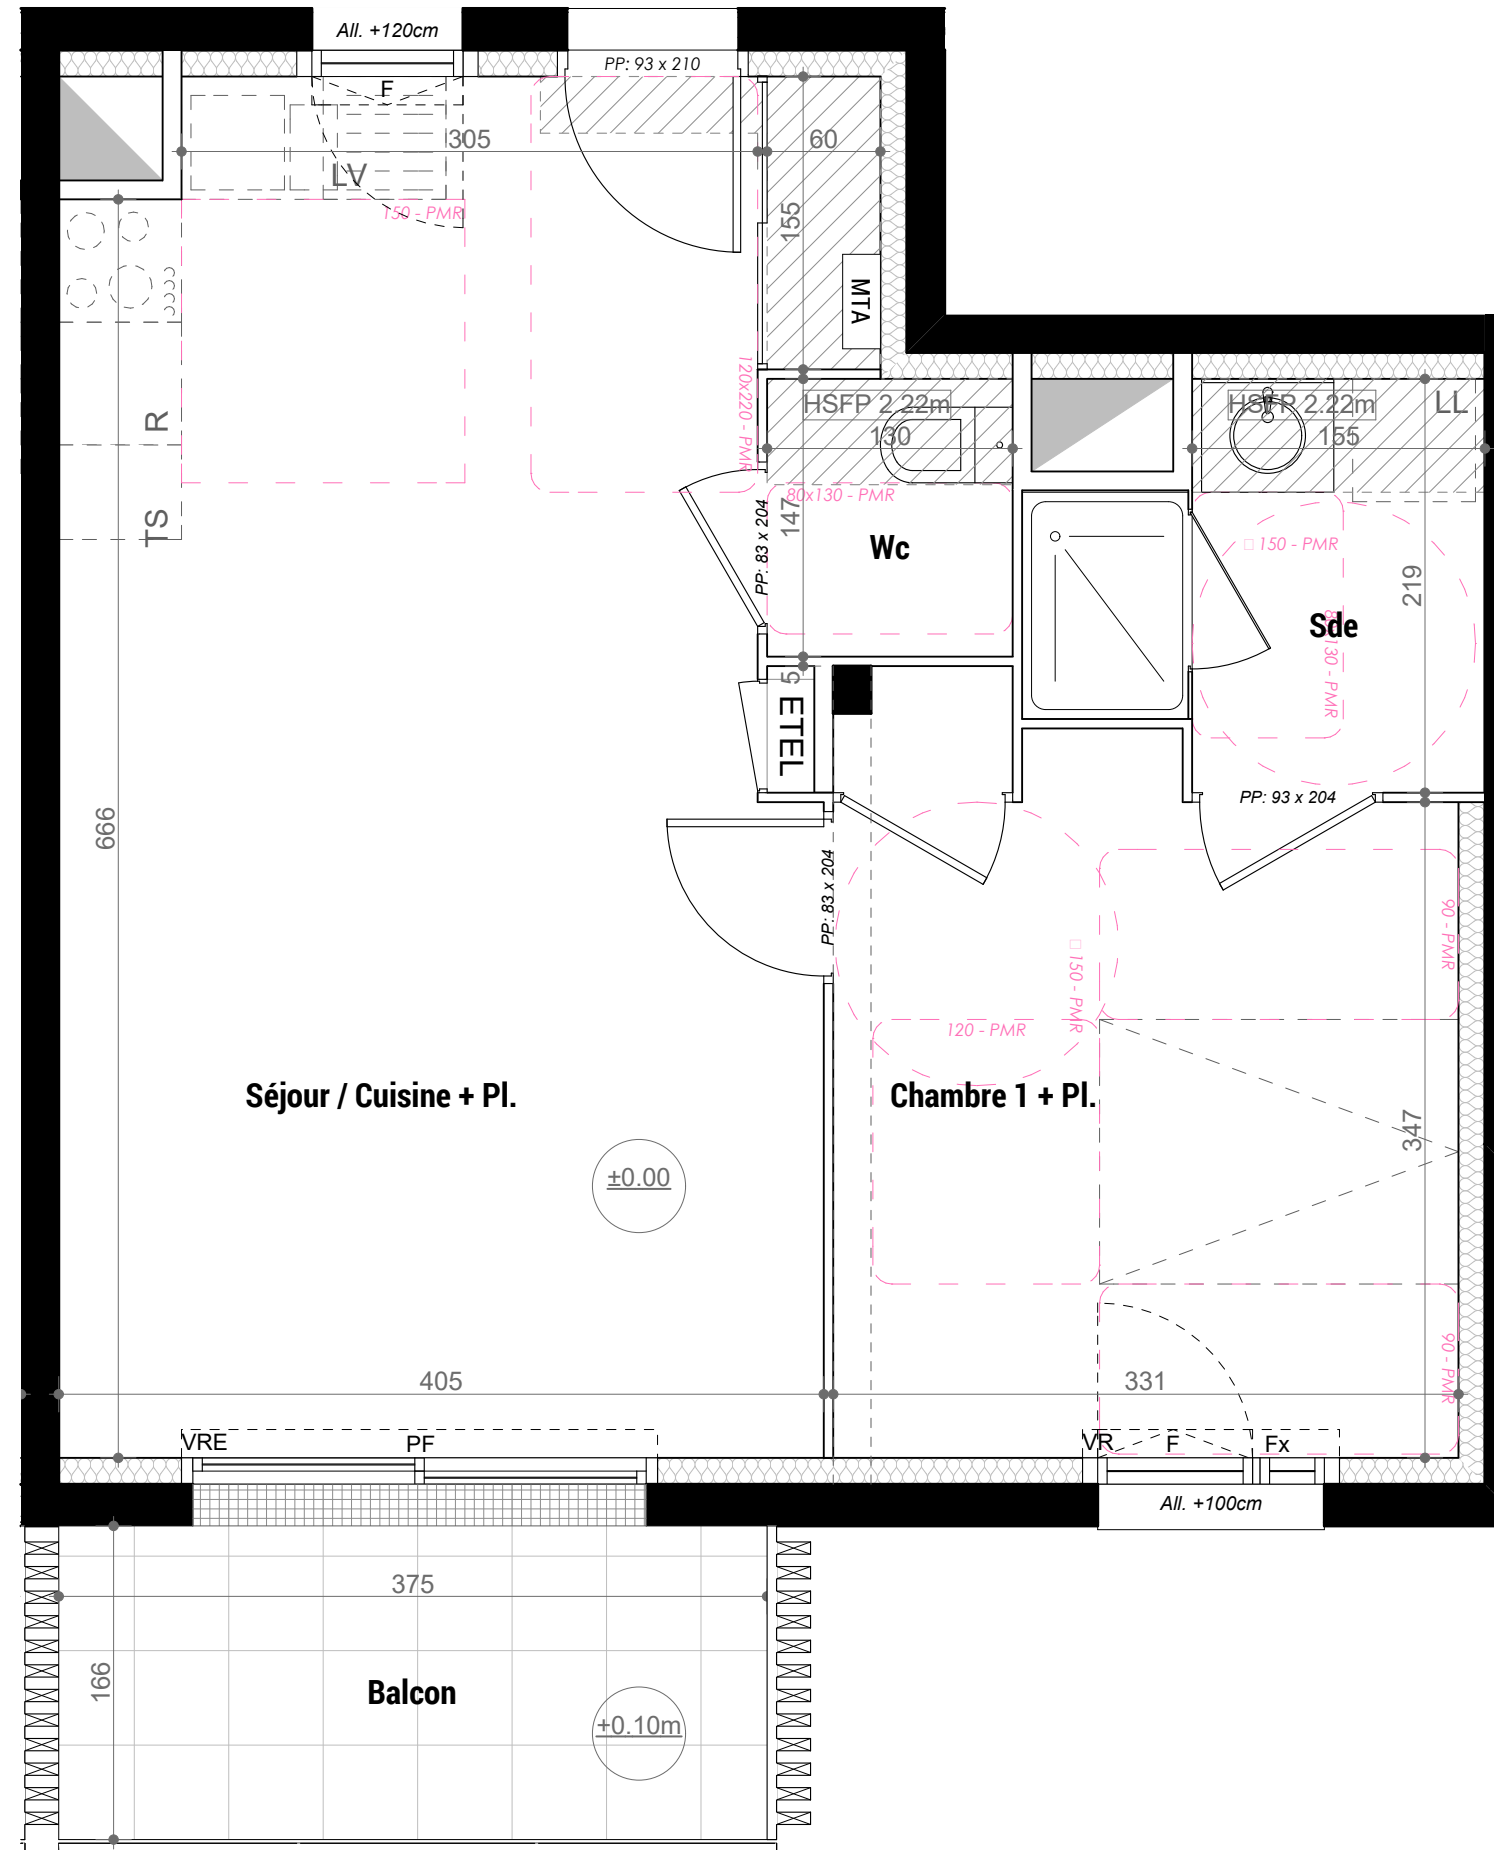 All. +120cm
PP: 93 x 210
F
305
60
LV
150 - PMR
155
MTA
120x220 - PMR
HSFP 2.22m
130
HSFP 2.22m
LL
155
R
TS
80x130 - PMR
147
PP: 83 x 204
Wc
□ 150 - PMR
219
Sde
80x130 - PMR
5
ETEL
PP: 93 x 204
666
PP: 83 x 204
90 - PMR
□ 150 - PMR
120 - PMR
Séjour / Cuisine + Pl.
Chambre 1 + Pl.
347
±0.00
90 - PMR
405
331
VRE
PF
VR
F
Fx
All. +100cm
375
166
Balcon
+0.10m